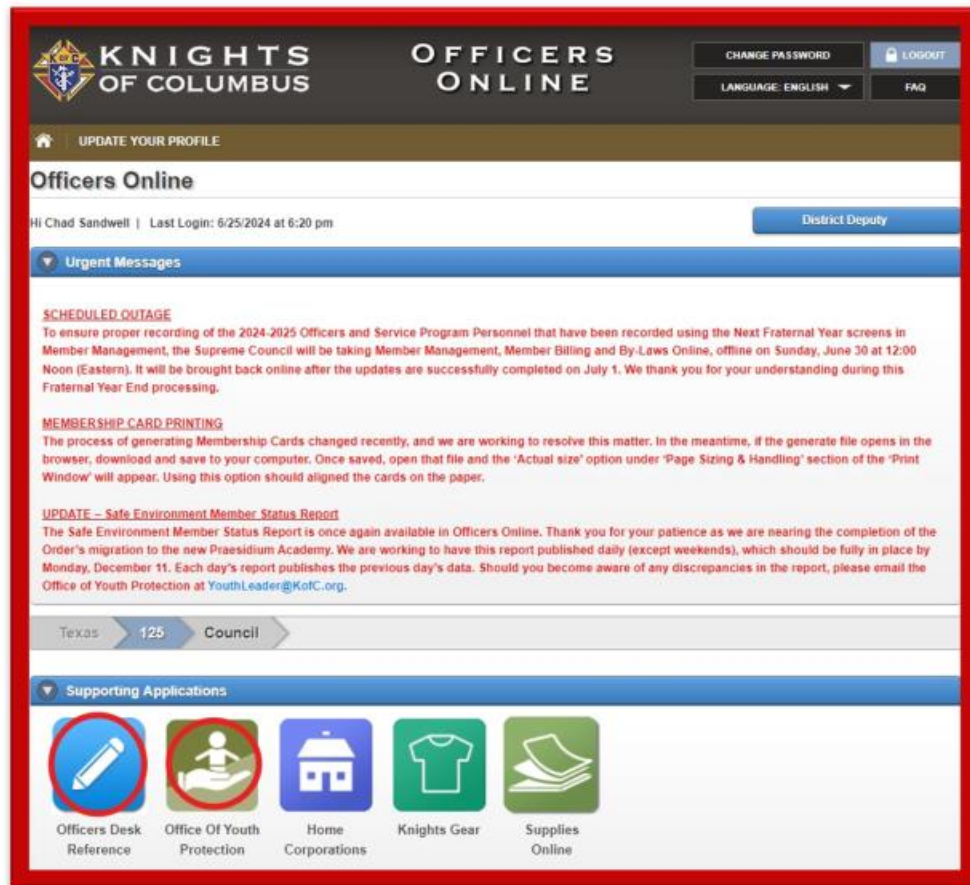 KNIGHTS
OF COLUMBUS
OFFICERS
ONLINE
CHANGE PASSWORD
LOGOUT
LANGUAGE: ENGLISH
FAQ
UPDATE YOUR PROFILE
Officers Online
Hi Chad Sandwell | Last Login: 6/25/2024 at 6:20 pm
District Deputy
Urgent Messages
SCHEDULED OUTAGE
To ensure proper recording of the 2024-2025 Officers and Service Program Personnel that have been recorded using the Next Fraternal Year screens in
Member Management, the Supreme Council will be taking Member Management, Member Billing and By-Laws Online, offline on Sunday, June 30 at 12:00
Noon (Eastern). It will be brought back online after the updates are successfully completed on July 1. We thank you for your understanding during this
Fraternal Year End processing.
MEMBERSHIP CARD PRINTING
The process of generating Membership Cards changed recently, and we are working to resolve this matter. In the meantime, if the generate file opens in the
browser, download and save to your computer. Once saved, open that file and the 'Actual size' option under 'Page Sizing & Handling' section of the 'Print
Window' will appear. Using this option should aligned the cards on the paper.
UPDATE – Safe Environment Member Status Report
The Safe Environment Member Status Report is once again available in Officers Online. Thank you for your patience as we are nearing the completion of the
Order's migration to the new Praesidium Academy. We are working to have this report published daily (except weekends), which should be fully in place by
Monday, December 11. Each day's report publishes the previous day's data. Should you become aware of any discrepancies in the report, please email the
Office of Youth Protection at YouthLeader@KofC.org.
Texas 125 Council
Supporting Applications
Officers Desk
Reference
Office Of Youth
Protection
Home
Corporations
Knights Gear
Supplies
Online